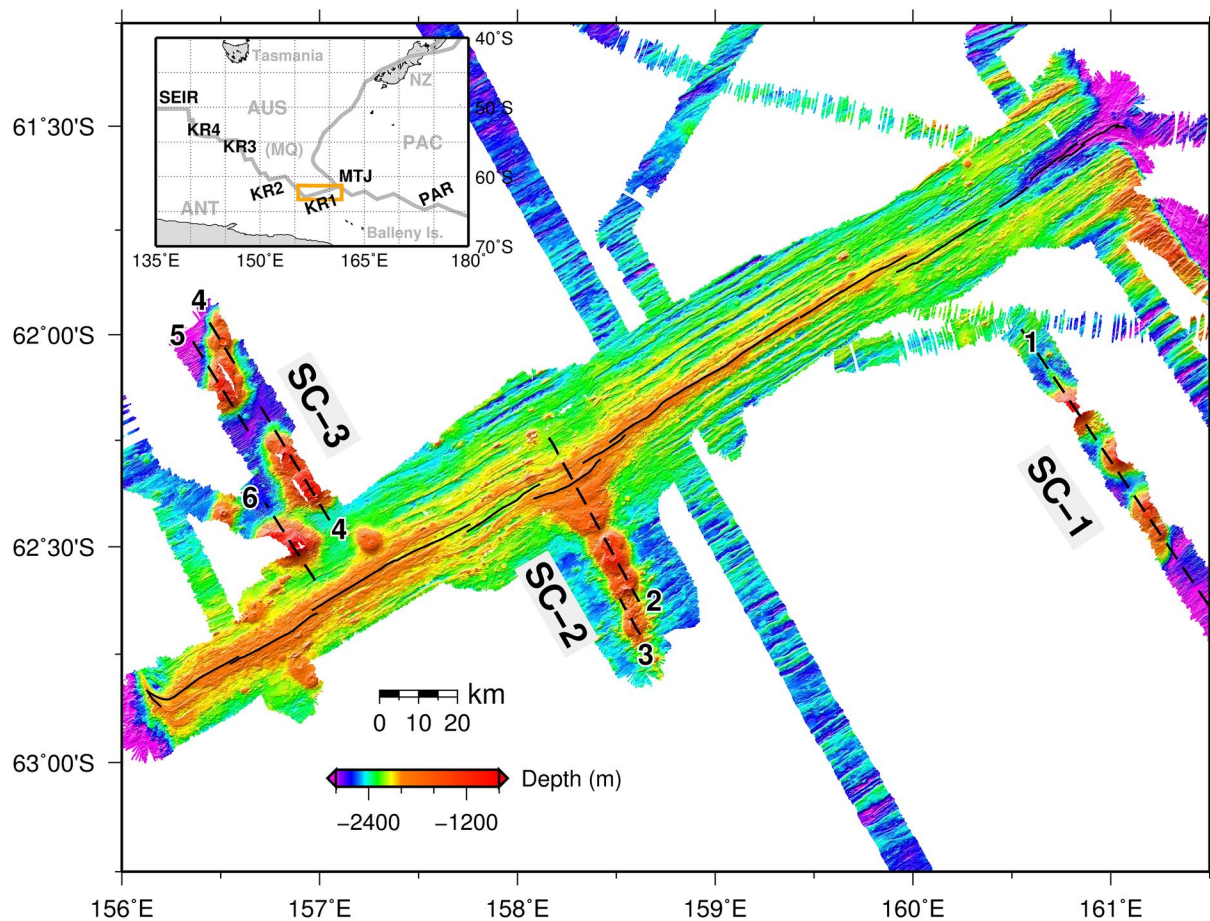 40˚S
Tasmania
NZ
SEIR
AUS
50˚S
KR4
KR3
(MQ)
PAC
MTJ
60˚S
KR2
KR1
PAR
ANT
Balleny Is.
70˚S
135˚E
150˚E
165˚E
180˚
61˚30'S
62˚00'S
62˚30'S
63˚00'S
4
5
SC−3
6
4
1
SC−1
SC−2
2
3
km
0
10
20
Depth (m)
−2400
−1200
156˚E
157˚E
158˚E
159˚E
160˚E
161˚E